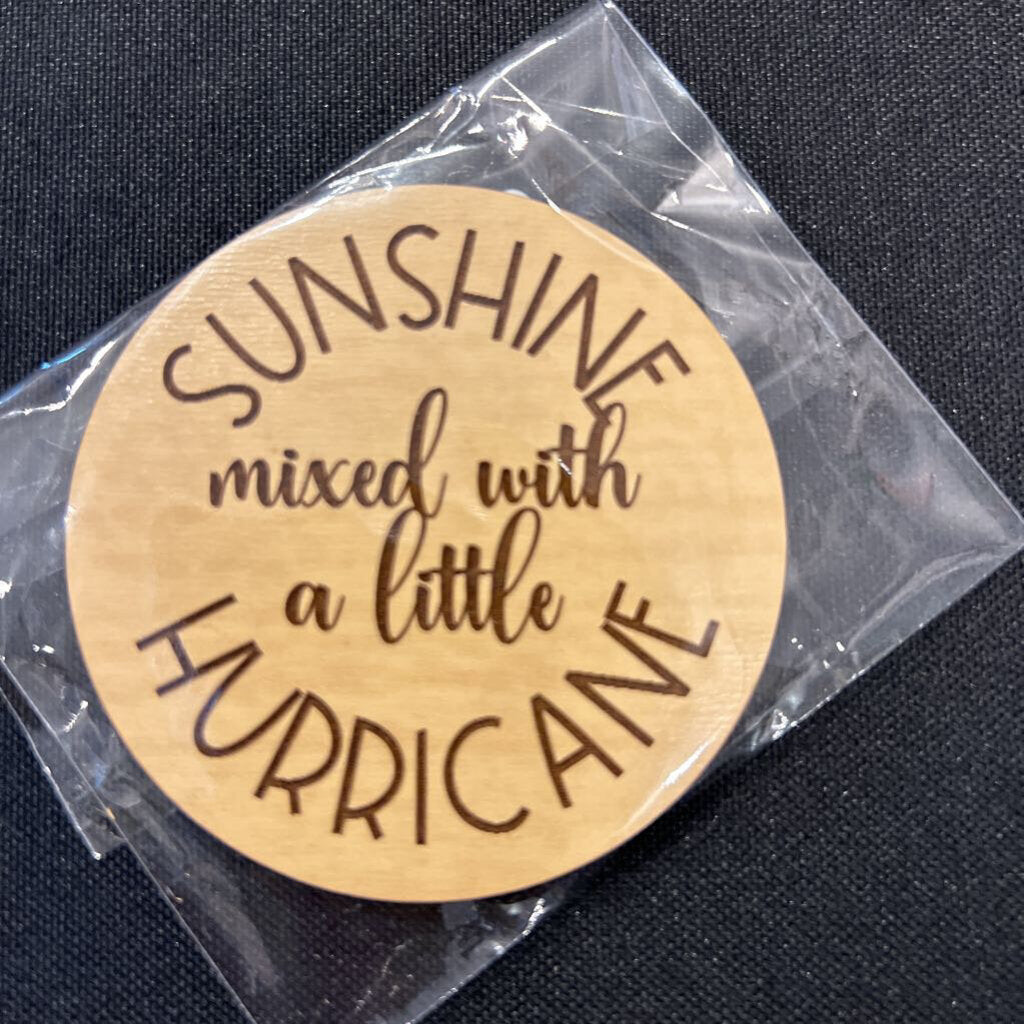 SUNSHINE
mixed with
a little
HURRICANE